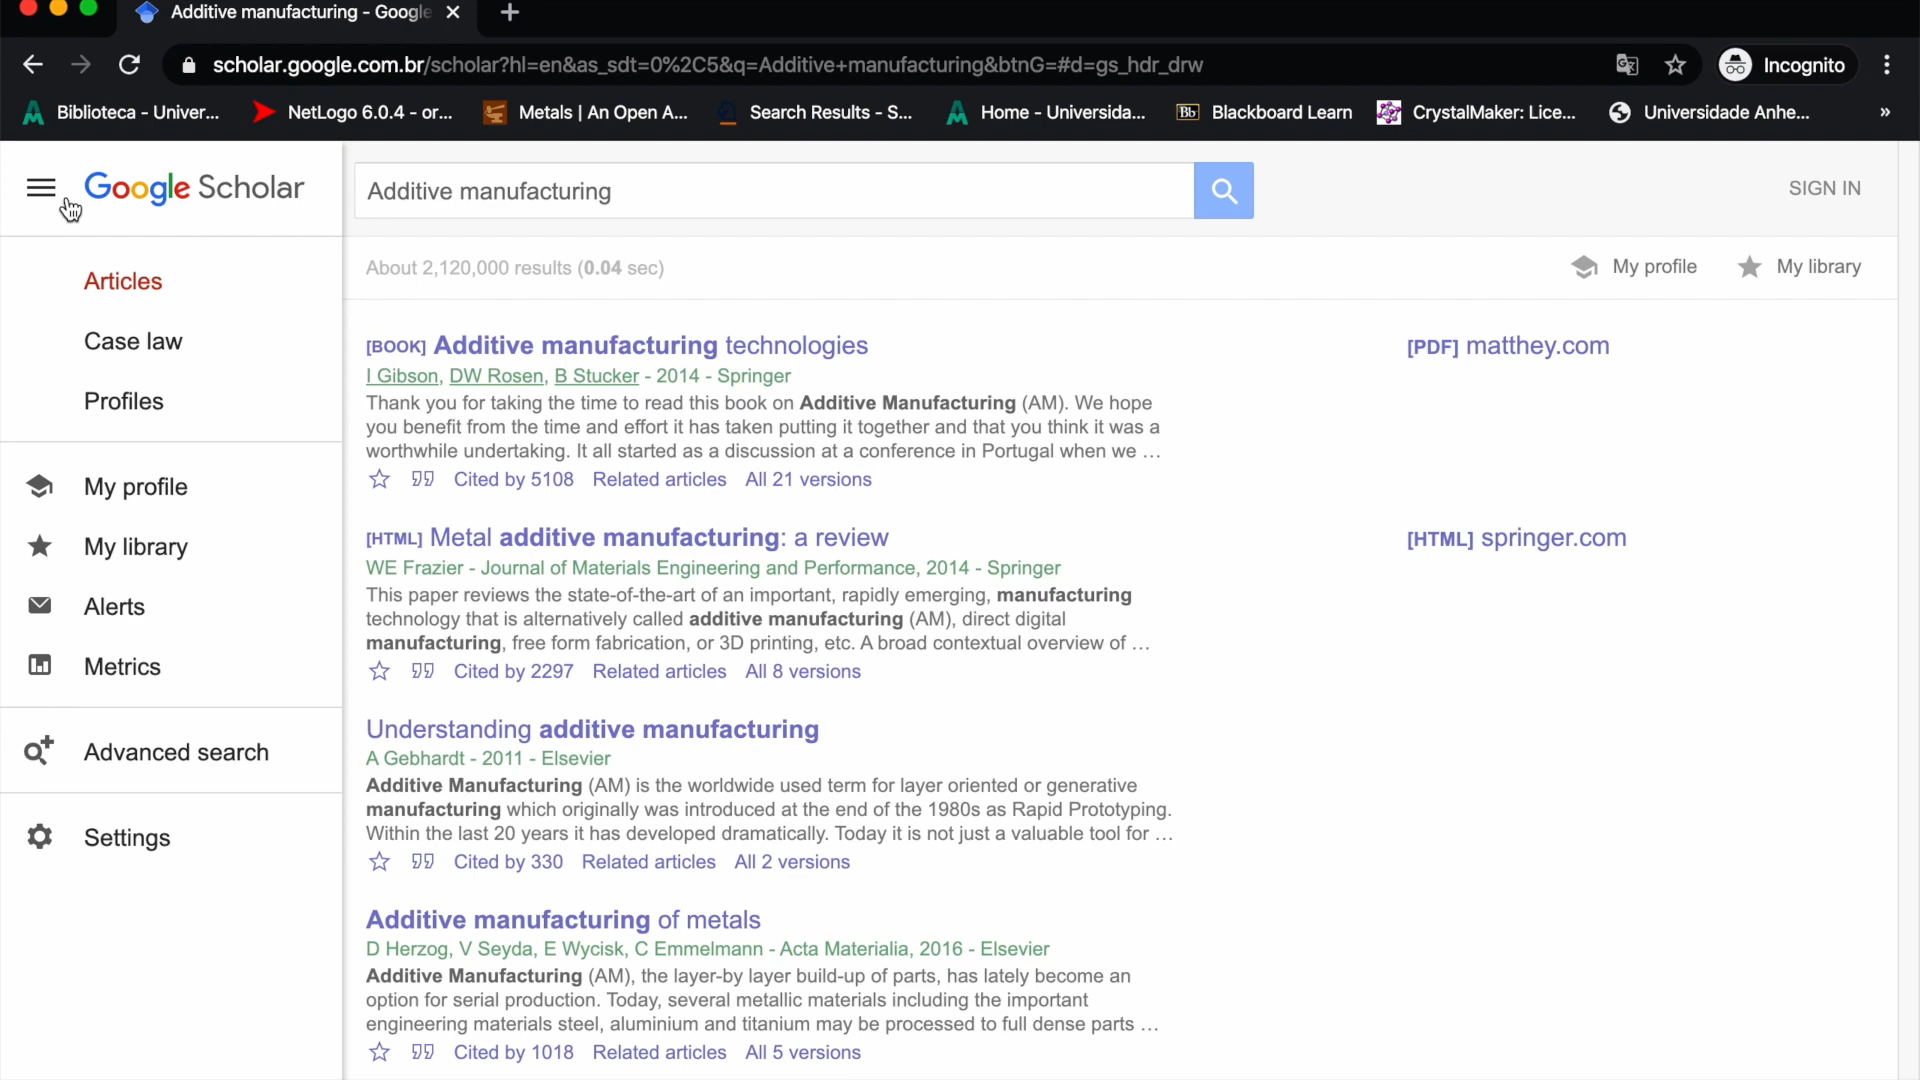 Additive manufacturing - Google
scholar.google.com.br/scholar?hl=en&as_sdt=0%2C5&q=Additive+manufacturing&btnG=#d=gs_hdr_drw
Incognito
Biblioteca - Univer...
NetLogo 6.0.4 - or...
Metals | An Open A...
Search Results - S...
Home - Universida...
Bb Blackboard Learn
CrystalMaker: Lice...
Universidade Anhe...
»
Google Scholar
Additive manufacturing
SIGN IN
Articles
Case law
Profiles
My profile
My library
Alerts
Metrics
Advanced search
Settings
About 2,120,000 results (0.04 sec)
My profile
My library
[BOOK] Additive manufacturing technologies
I Gibson, DW Rosen, B Stucker - 2014 - Springer
Thank you for taking the time to read this book on Additive Manufacturing (AM). We hope
you benefit from the time and effort it has taken putting it together and that you think it was a
worthwhile undertaking. It all started as a discussion at a conference in Portugal when we ...
Cited by 5108 Related articles All 21 versions
[PDF] matthey.com
[HTML] Metal additive manufacturing: a review
WE Frazier - Journal of Materials Engineering and Performance, 2014 - Springer
This paper reviews the state-of-the-art of an important, rapidly emerging, manufacturing
technology that is alternatively called additive manufacturing (AM), direct digital
manufacturing, free form fabrication, or 3D printing, etc. A broad contextual overview of ...
Cited by 2297 Related articles All 8 versions
[HTML] springer.com
Understanding additive manufacturing
A Gebhardt - 2011 - Elsevier
Additive Manufacturing (AM) is the worldwide used term for layer oriented or generative
manufacturing which originally was introduced at the end of the 1980s as Rapid Prototyping.
Within the last 20 years it has developed dramatically. Today it is not just a valuable tool for ...
Cited by 330 Related articles All 2 versions
Additive manufacturing of metals
D Herzog, V Seyda, E Wycisk, C Emmelmann - Acta Materialia, 2016 - Elsevier
Additive Manufacturing (AM), the layer-by layer build-up of parts, has lately become an
option for serial production. Today, several metallic materials including the important
engineering materials steel, aluminium and titanium may be processed to full dense parts ...
Cited by 1018 Related articles All 5 versions